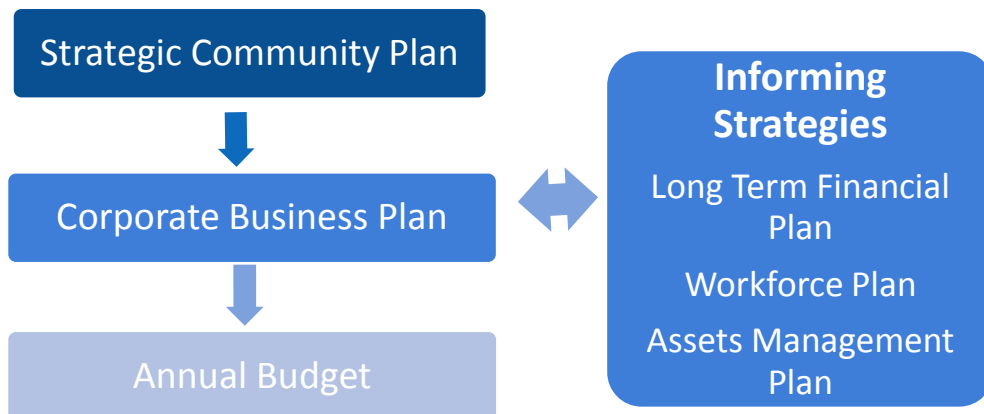 Strategic Community Plan
Corporate Business Plan
Annual Budget
Informing
Strategies
Long Term Financial
Plan
Workforce Plan
Assets Management
Plan